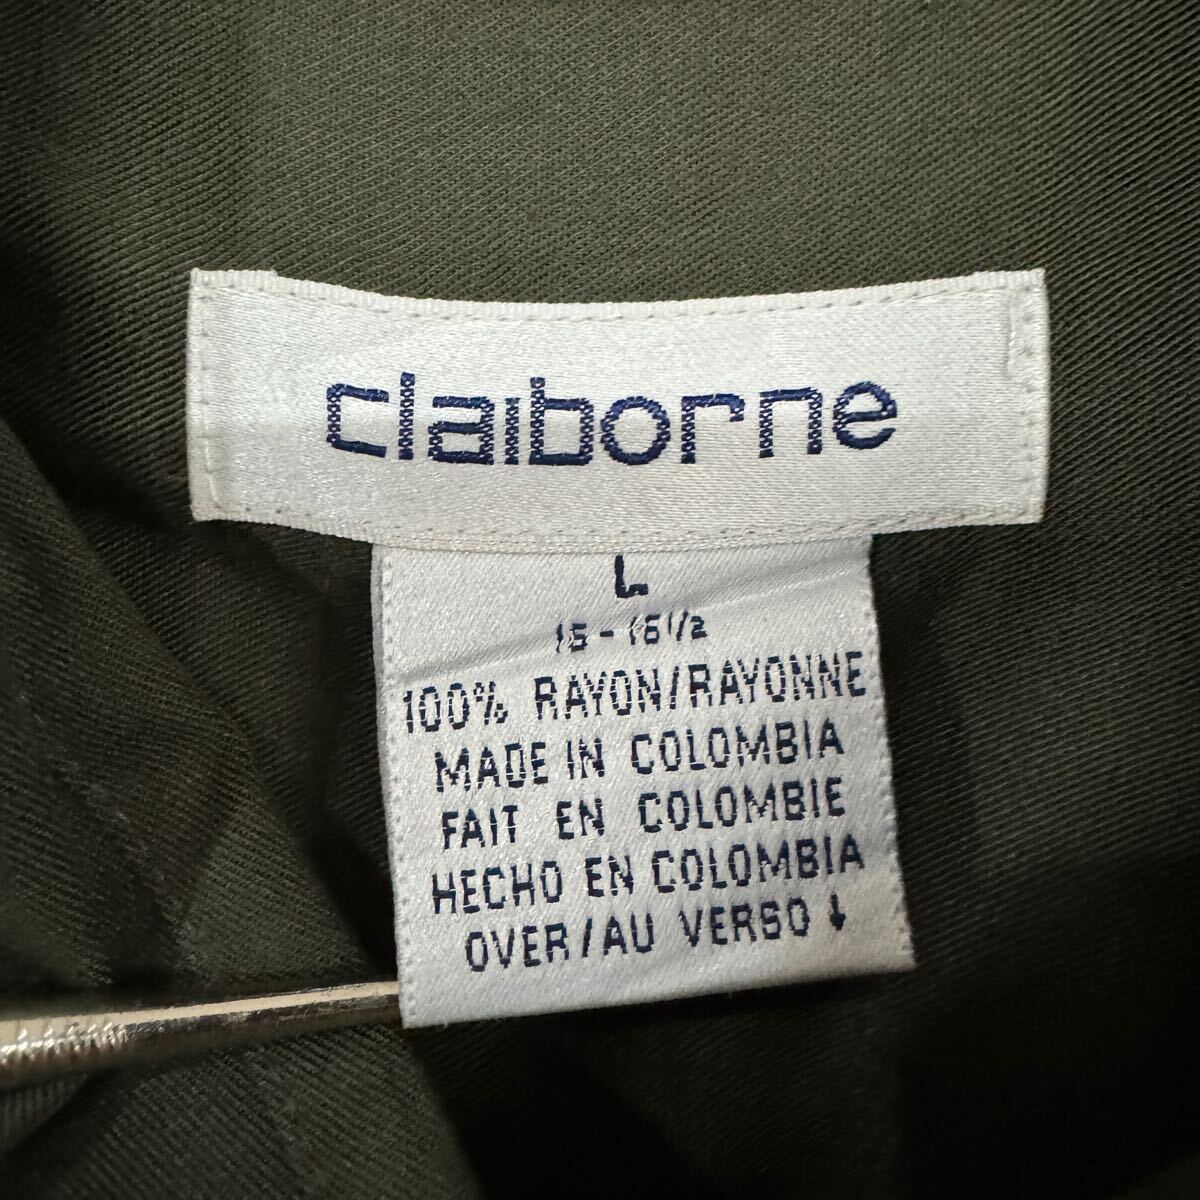 claiborne
L
16-16 1/2
100% RAYON/RAYONNE
MADE IN COLOMBIA
FAIT EN COLOMBIE
HECHO EN COLOMBIA
OVER/AU VERSO ↓